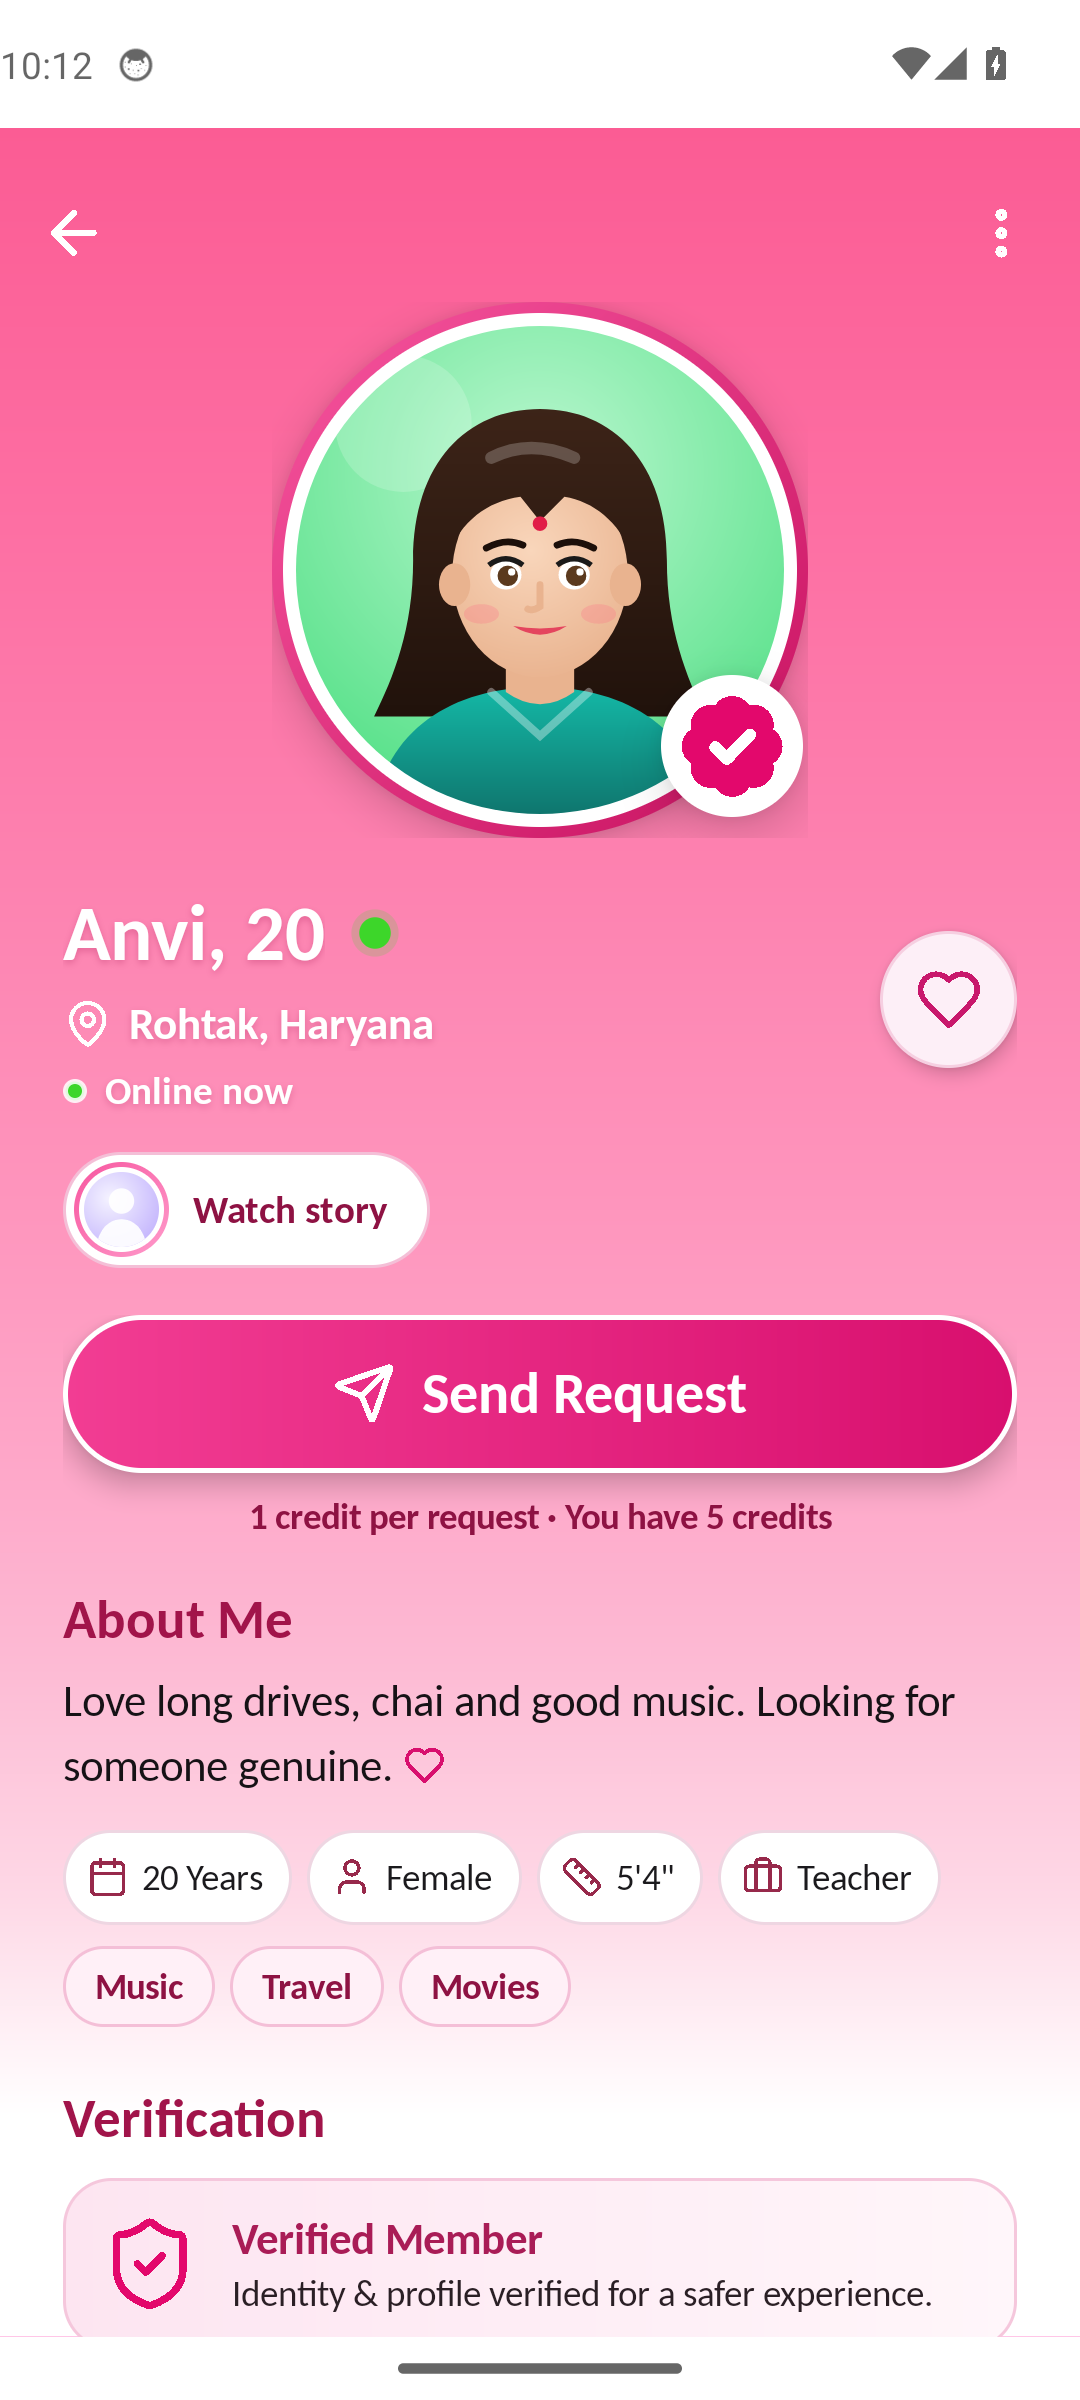 10:12
Anvi, 20
Rohtak, Haryana
Online now
Watch story
Send Request
1 credit per request · You have 5 credits
About Me
Love long drives, chai and good music. Looking for
someone genuine.
20 Years
Female
5'4"
Teacher
Music
Travel
Movies
Verification
Verified Member
Identity & profile verified for a safer experience.